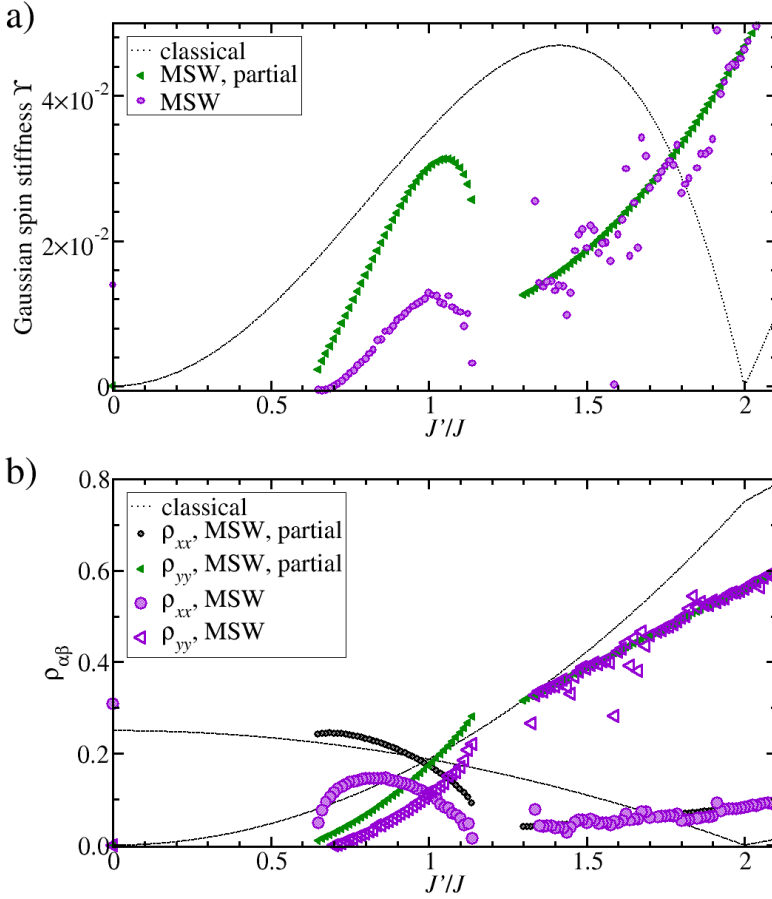 a)
Gaussian spin stiffness ϒ
classical
MSW, partial
MSW
4×10⁻²
2×10⁻²
0
0 0.5 1 1.5 2
J'/J
b)
ραβ
classical
ρxx, MSW, partial
ρyy, MSW, partial
ρxx, MSW
ρyy, MSW
0.8
0.6
0.4
0.2
0.0
0 0.5 1 1.5 2
J'/J